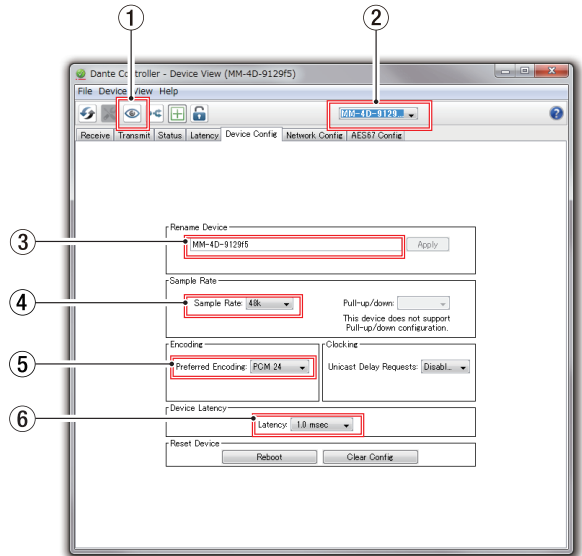 1
2
Dante Controller - Device View (MM-4D-9129f5)
File Device View Help
MM-4D-9129...
Receive Transmit Status Latency Device Config Network Config AES67 Config
3
Rename Device
MM-4D-9129f5
Apply
4
Sample Rate
Sample Rate: 48k
Pull-up/down:
This device does not support
Pull-up/down configuration.
5
Encoding
Preferred Encoding: PCM 24
Clocking
Unicast Delay Requests: Disabl...
6
Device Latency
Latency: 1.0 msec
Reset Device
Reboot
Clear Config